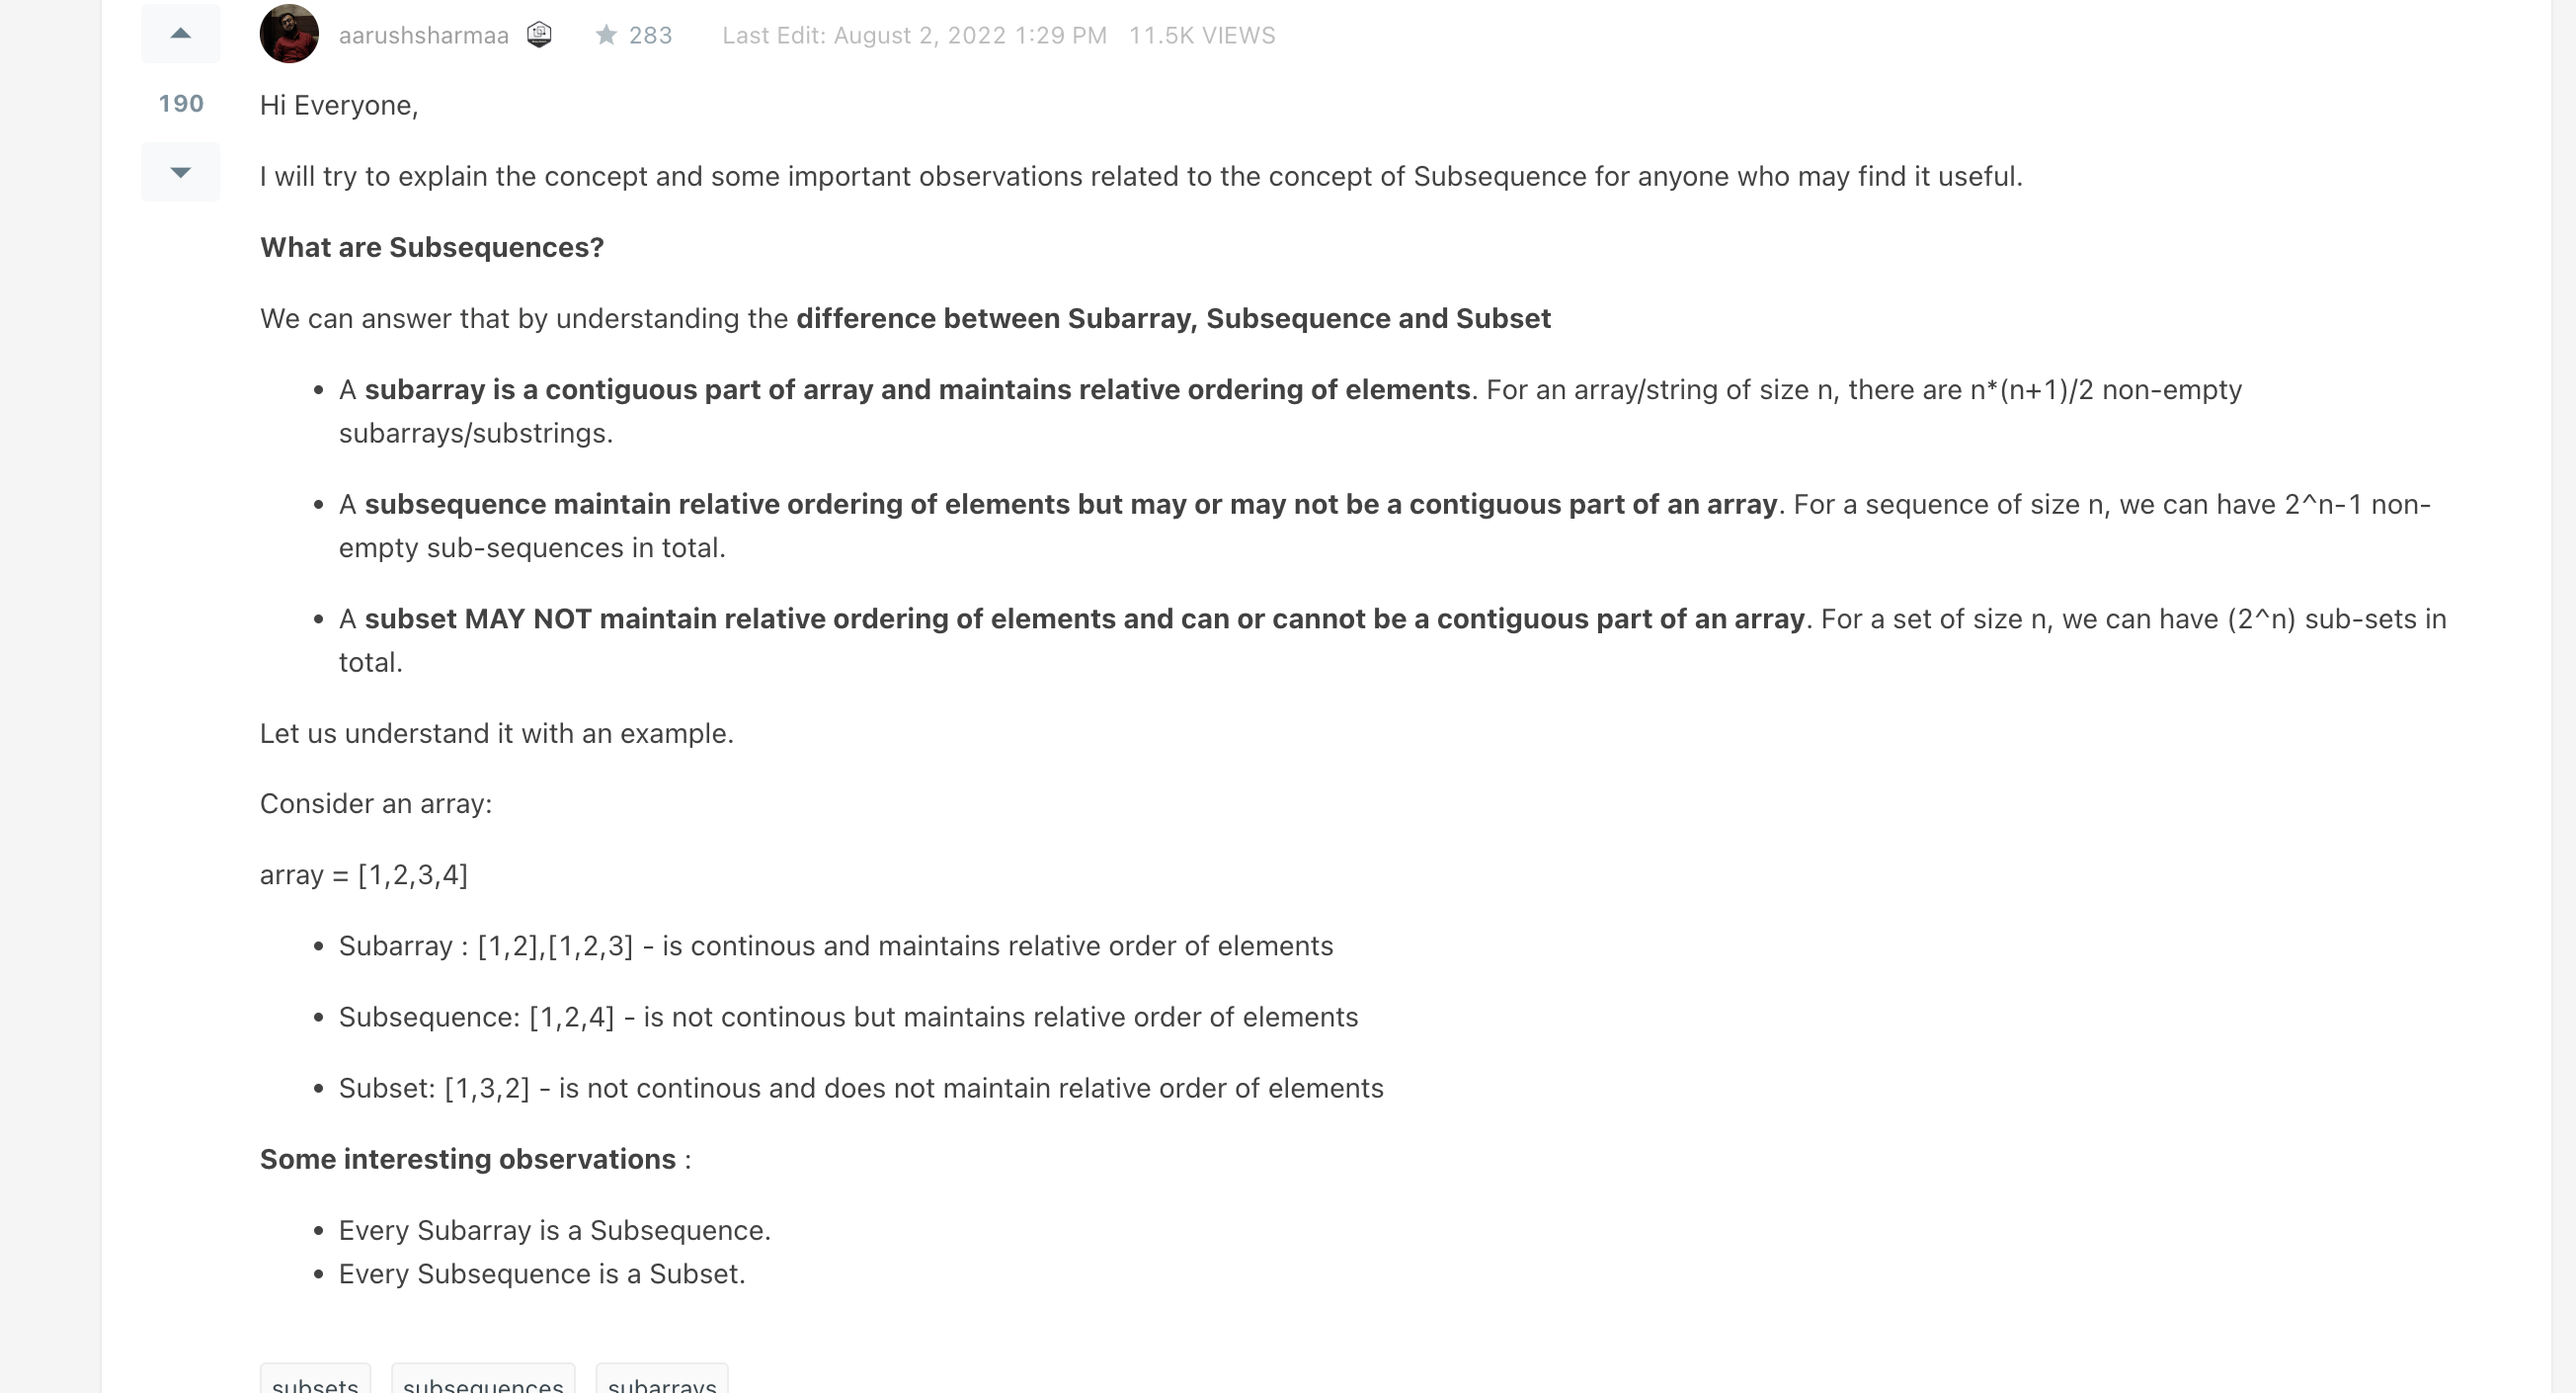 aarushsharmaa 283 Last Edit: August 2, 2022 1:29 PM 11.5K VIEWS
190
Hi Everyone,
I will try to explain the concept and some important observations related to the concept of Subsequence for anyone who may find it useful.
What are Subsequences?
We can answer that by understanding the difference between Subarray, Subsequence and Subset
• A subarray is a contiguous part of array and maintains relative ordering of elements. For an array/string of size n, there are n*(n+1)/2 non-empty
subarrays/substrings.
• A subsequence maintain relative ordering of elements but may or may not be a contiguous part of an array. For a sequence of size n, we can have 2^n-1 non-
empty sub-sequences in total.
• A subset MAY NOT maintain relative ordering of elements and can or cannot be a contiguous part of an array. For a set of size n, we can have (2^n) sub-sets in
total.
Let us understand it with an example.
Consider an array:
array = [1,2,3,4]
• Subarray : [1,2],[1,2,3] - is continous and maintains relative order of elements
• Subsequence: [1,2,4] - is not continous but maintains relative order of elements
• Subset: [1,3,2] - is not continous and does not maintain relative order of elements
Some interesting observations :
• Every Subarray is a Subsequence.
• Every Subsequence is a Subset.
subsets subsequences subarrays